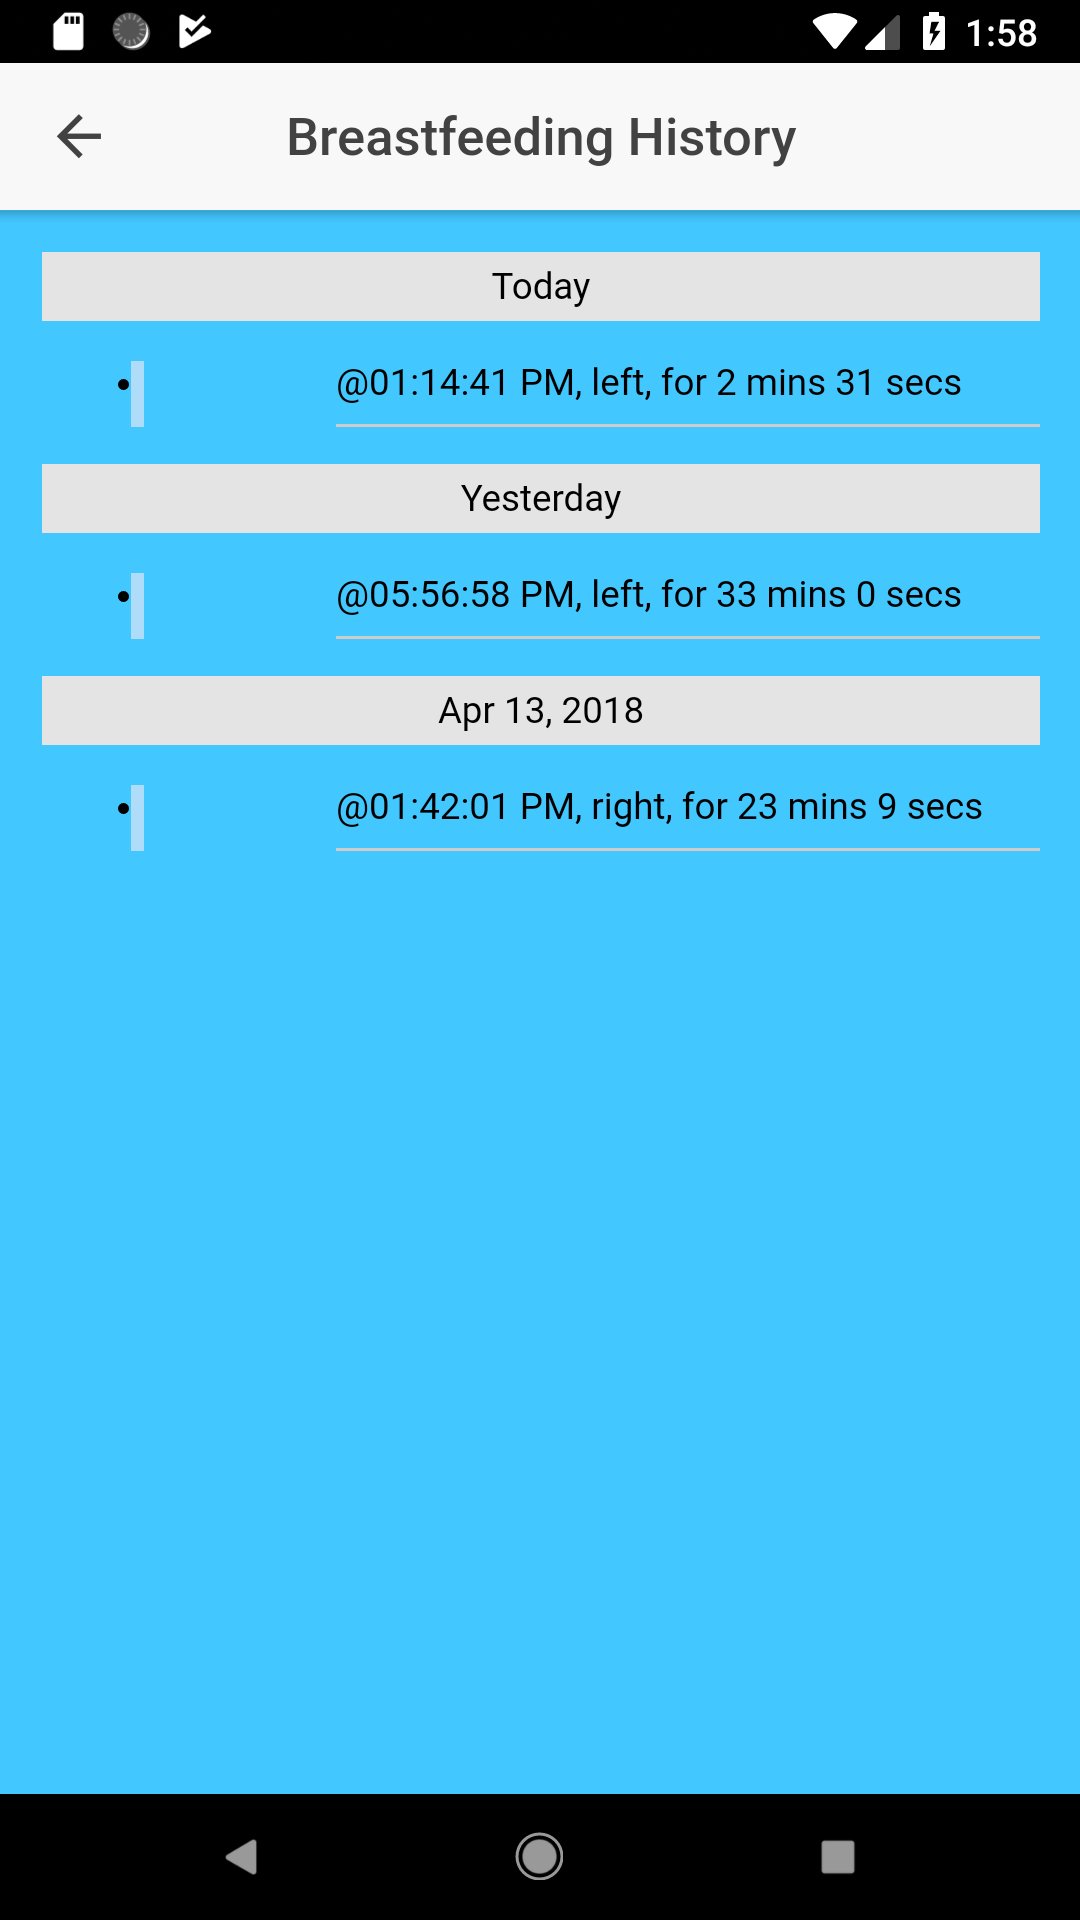 1:58
Breastfeeding History
Today
• @01:14:41 PM, left, for 2 mins 31 secs
Yesterday
• @05:56:58 PM, left, for 33 mins 0 secs
Apr 13, 2018
• @01:42:01 PM, right, for 23 mins 9 secs